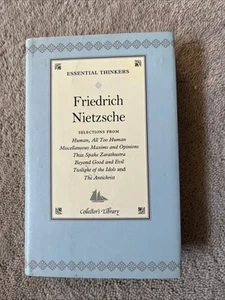 ESSENTIAL THINKERS
Friedrich
Nietzsche
SELECTIONS FROM
Human, All Too Human
Miscellaneous Maxims and Opinions
Thus Spake Zarathustra
Beyond Good and Evil
Twilight of the Idols and
The Antichrist
Collector's Library